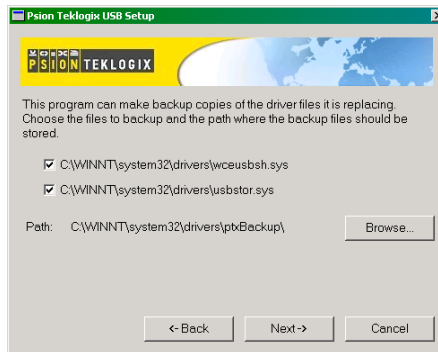 Psion Teklogix USB Setup
PSION TEKLOGIX
This program can make backup copies of the driver files it is replacing.
Choose the files to backup and the path where the backup files should be
stored.
C:\WINNT\system32\drivers\wceusbsh.sys
C:\WINNT\system32\drivers\usbstor.sys
Path: C:\WINNT\system32\drivers\ptxBackup\ Browse...
<-Back Next-> Cancel